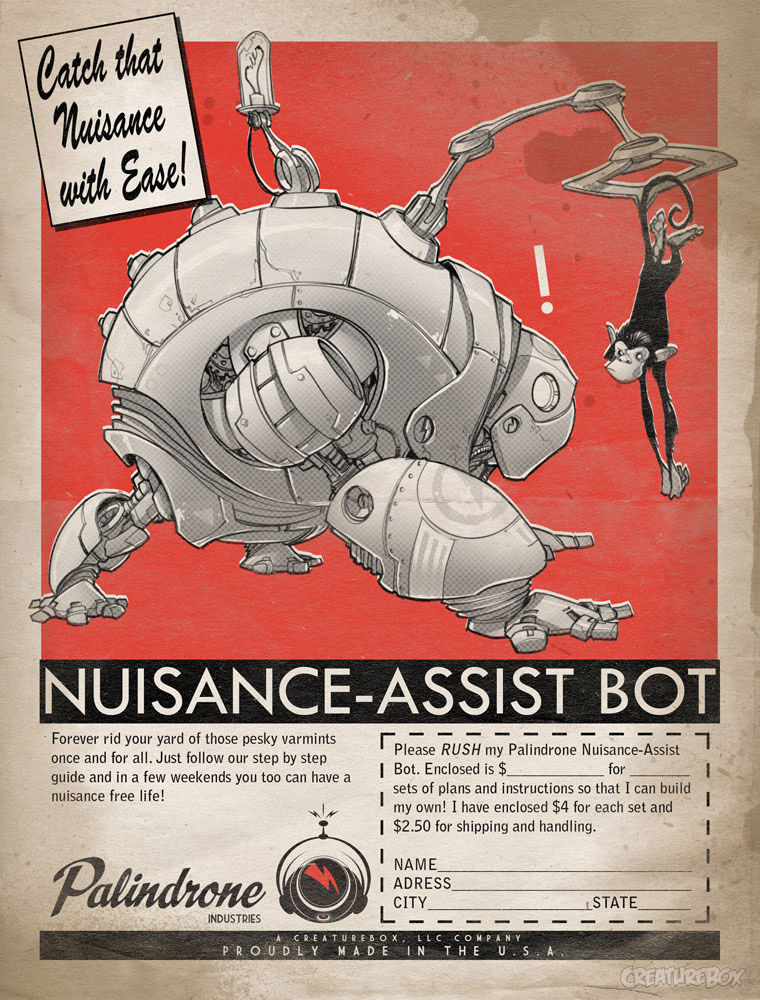 Catch that
Nuisance
with Ease!
!
NUISANCE-ASSIST BOT
Forever rid your yard of those pesky varmints
once and for all. Just follow our step by step
guide and in a few weekends you too can have a
nuisance free life!
Please RUSH my Palindrone Nuisance-Assist
Bot. Enclosed is $____________ for ________
sets of plans and instructions so that I can build
my own! I have enclosed $4 for each set and
$2.50 for shipping and handling.
NAME______________________________
ADRESS____________________________
CITY____________________STATE_______
Palindrone
INDUSTRIES
A CREATUREBOX, LLC COMPANY
PROUDLY MADE IN THE U.S.A.
CREATUREBOX